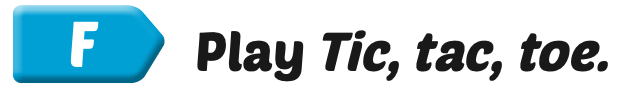 F Play Tic, tac, toe.